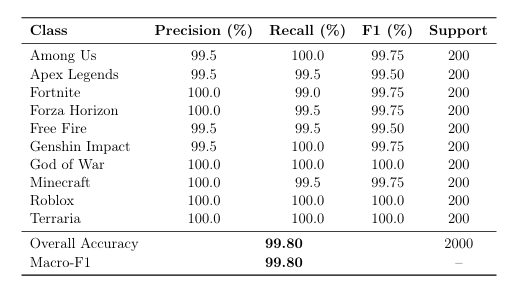 Class Precision (%) Recall (%) F1 (%) Support
Among Us 99.5 100.0 99.75 200
Apex Legends 99.5 99.5 99.50 200
Fortnite 100.0 99.0 99.75 200
Forza Horizon 100.0 99.5 99.75 200
Free Fire 99.5 99.5 99.50 200
Genshin Impact 99.5 100.0 99.75 200
God of War 100.0 100.0 100.0 200
Minecraft 100.0 99.5 99.75 200
Roblox 100.0 100.0 100.0 200
Terraria 100.0 100.0 100.0 200
Overall Accuracy 99.80 2000
Macro-F1 99.80 –